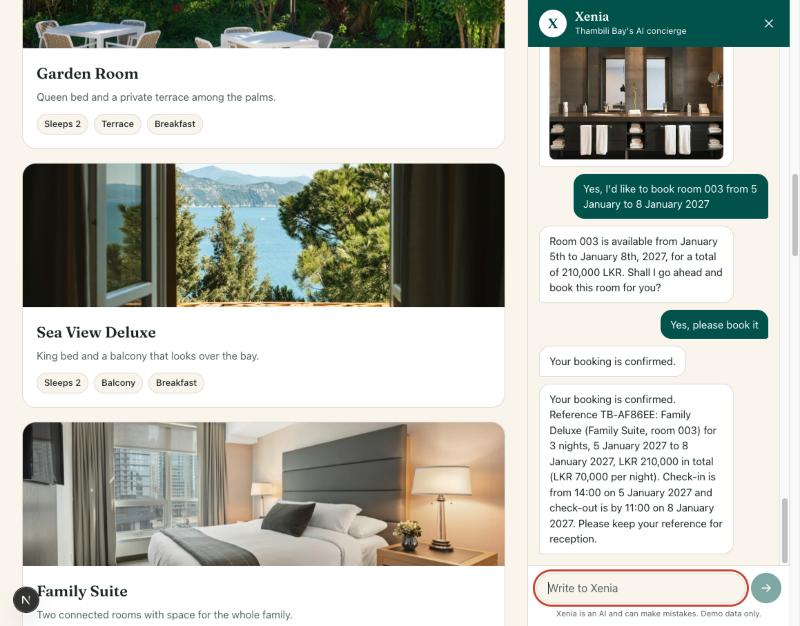 Garden Room
Queen bed and a private terrace among the palms.
Sleeps 2
Terrace
Breakfast
Sea View Deluxe
King bed and a balcony that looks over the bay.
Sleeps 2
Balcony
Breakfast
Family Suite
Two connected rooms with space for the whole family.
N
X
Xenia
Thambili Bay's AI concierge
Yes, I'd like to book room 003 from 5
January to 8 January 2027
Room 003 is available from January
5th to January 8th, 2027, for a total
of 210,000 LKR. Shall I go ahead and
book this room for you?
Yes, please book it
Your booking is confirmed.
Your booking is confirmed.
Reference TB-AF86EE: Family
Deluxe (Family Suite, room 003) for
3 nights, 5 January 2027 to 8
January 2027, LKR 210,000 in total
(LKR 70,000 per night). Check-in is
from 14:00 on 5 January 2027 and
check-out is by 11:00 on 8 January
2027. Please keep your reference for
reception.
Write to Xenia
Xenia is an AI and can make mistakes. Demo data only.